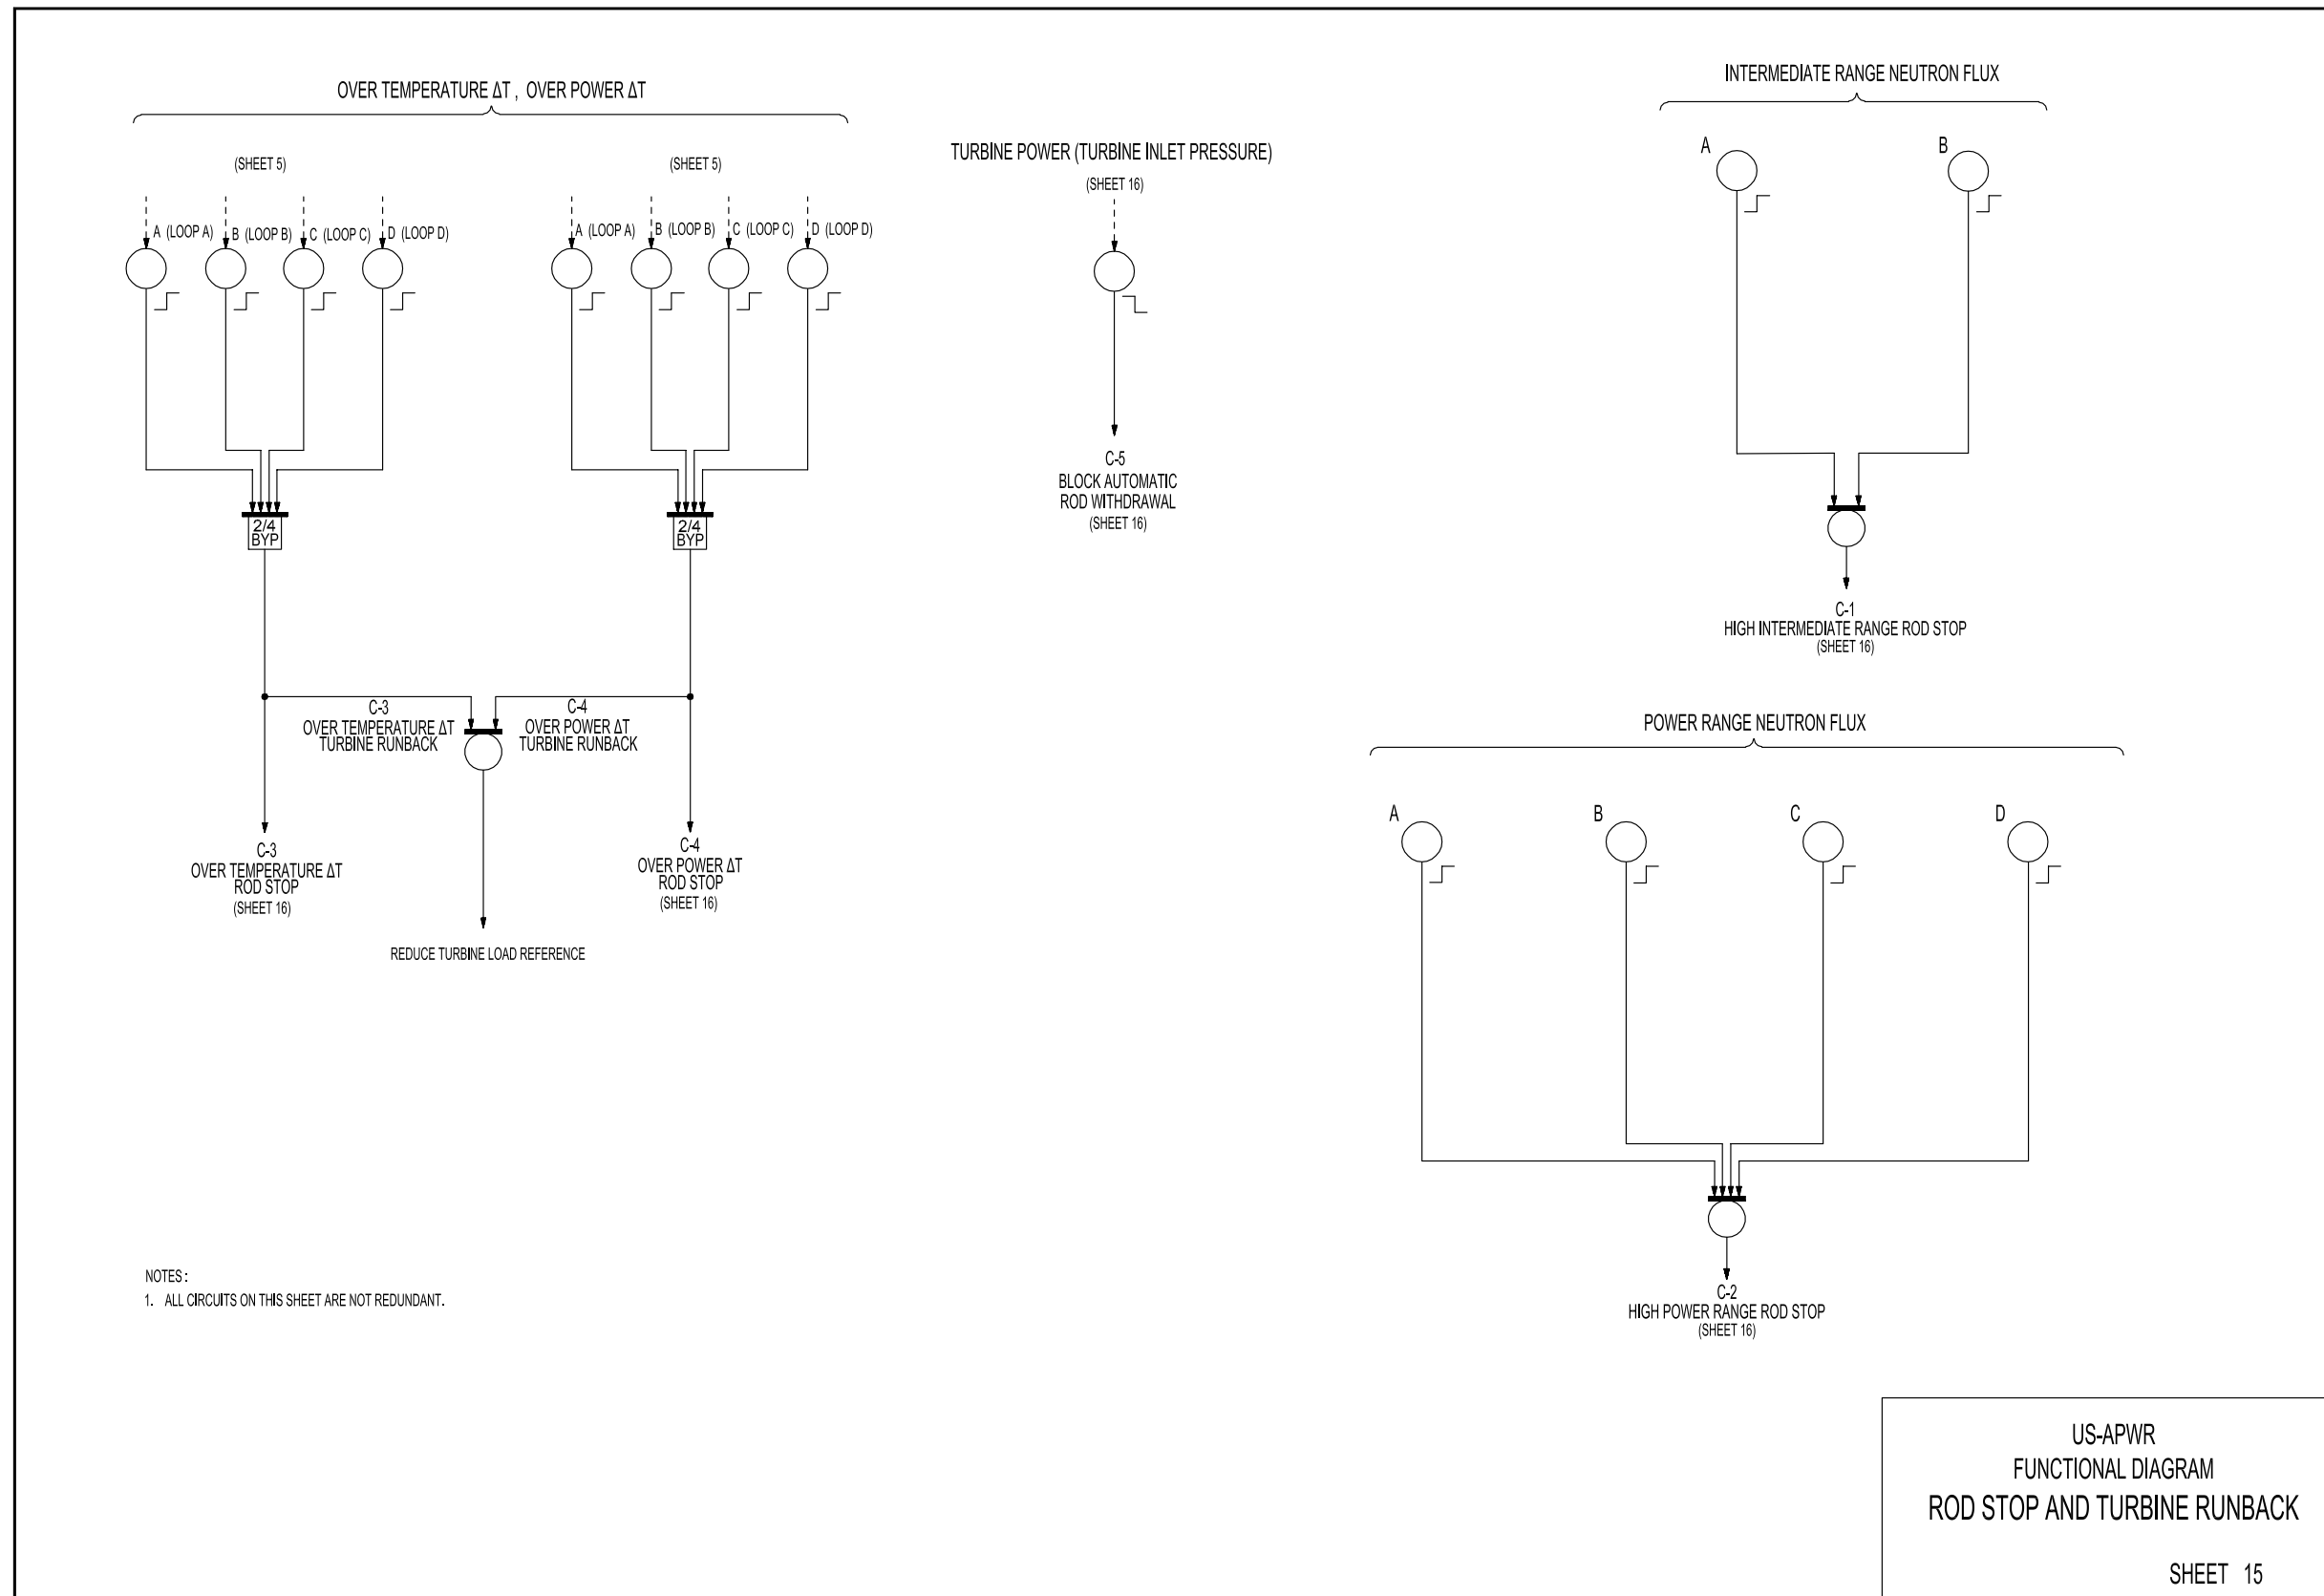 OVER TEMPERATURE ΔT , OVER POWER ΔT
(SHEET 5)
(SHEET 5)
A (LOOP A)
B (LOOP B)
C (LOOP C)
D (LOOP D)
A (LOOP A)
B (LOOP B)
C (LOOP C)
D (LOOP D)
2/4
BYP
2/4
BYP
C-3
OVER TEMPERATURE ΔT
TURBINE RUNBACK
C-4
OVER POWER ΔT
TURBINE RUNBACK
C-3
OVER TEMPERATURE ΔT
ROD STOP
(SHEET 16)
C-4
OVER POWER ΔT
ROD STOP
(SHEET 16)
REDUCE TURBINE LOAD REFERENCE
TURBINE POWER (TURBINE INLET PRESSURE)
(SHEET 16)
C-5
BLOCK AUTOMATIC
ROD WITHDRAWAL
(SHEET 16)
INTERMEDIATE RANGE NEUTRON FLUX
A
B
C-1
HIGH INTERMEDIATE RANGE ROD STOP
(SHEET 16)
POWER RANGE NEUTRON FLUX
A
B
C
D
C-2
HIGH POWER RANGE ROD STOP
(SHEET 16)
NOTES :
1. ALL CIRCUITS ON THIS SHEET ARE NOT REDUNDANT.
US-APWR
FUNCTIONAL DIAGRAM
ROD STOP AND TURBINE RUNBACK
SHEET 15